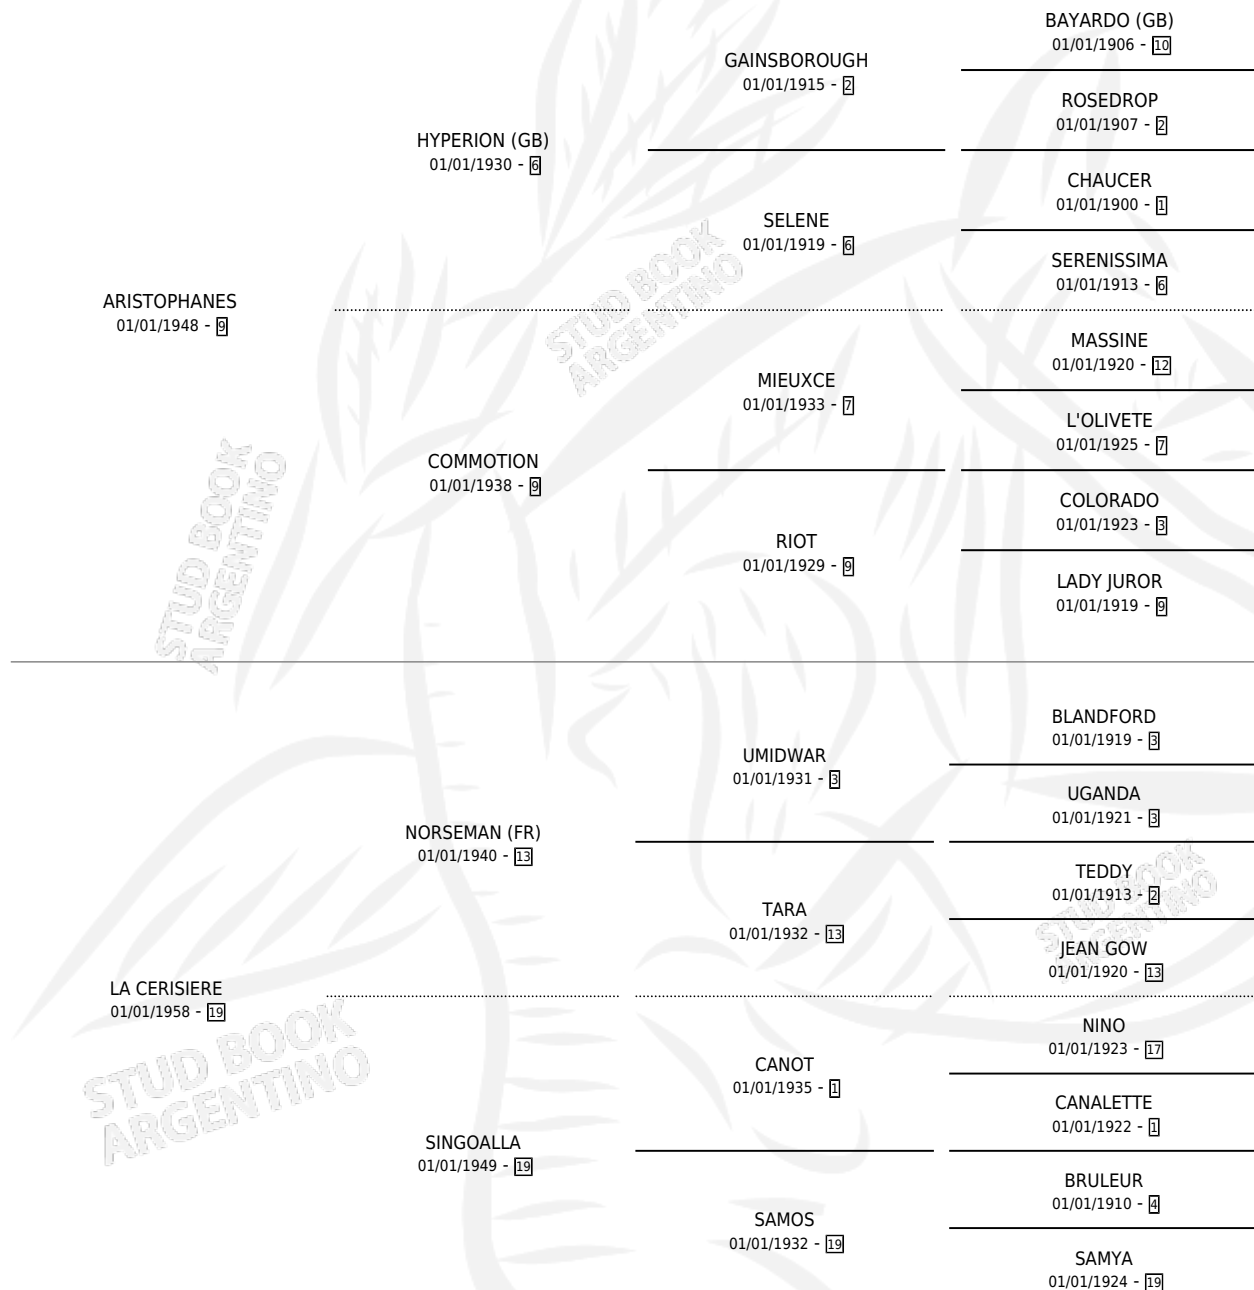 BAYARDO (GB)
01/01/1906 - 10
GAINSBOROUGH
01/01/1915 - 2
ROSEDROP
01/01/1907 - 2
HYPERION (GB)
01/01/1930 - 6
CHAUCER
01/01/1900 - 1
SELENE
01/01/1919 - 6
SERENISSIMA
01/01/1913 - 6
ARISTOPHANES
01/01/1948 - 9
STUD BOOK
ARGENTINO
MASSINE
01/01/1920 - 12
MIEUXCE
01/01/1933 - 7
L'OLIVETE
01/01/1925 - 7
COMMOTION
01/01/1938 - 9
COLORADO
01/01/1923 - 3
RIOT
01/01/1929 - 9
LADY JUROR
01/01/1919 - 9
STUD BOOK
ARGENTINO
BLANDFORD
01/01/1919 - 3
UMIDWAR
01/01/1931 - 3
UGANDA
01/01/1921 - 3
NORSEMAN (FR)
01/01/1940 - 13
TEDDY
01/01/1913 - 2
TARA
01/01/1932 - 13
JEAN GOW
01/01/1920 - 13
STUD BOOK
ARGENTINO
LA CERISIERE
01/01/1958 - 19
NINO
01/01/1923 - 17
CANOT
01/01/1935 - 1
CANALETTE
01/01/1922 - 1
STUD BOOK
ARGENTINO
SINGOALLA
01/01/1949 - 19
BRULEUR
01/01/1910 - 4
SAMOS
01/01/1932 - 19
SAMYA
01/01/1924 - 19